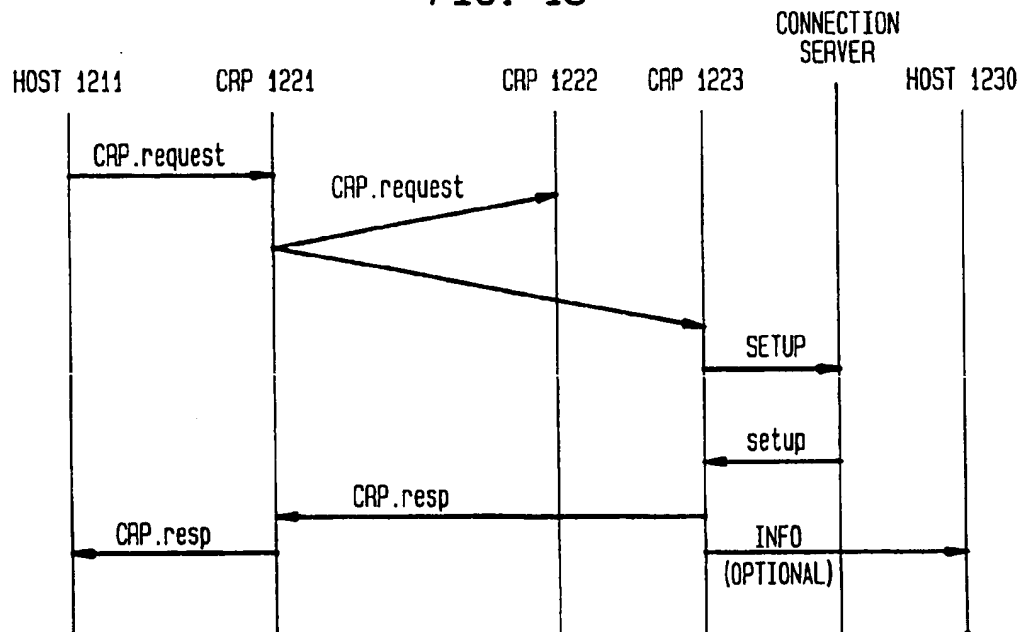 CONNECTION
SERVER
HOST 1211
CRP 1221
CRP 1222
CRP 1223
HOST 1230
CRP.request
CRP.request
SETUP
setup
CRP.resp
CRP.resp
INFO
(OPTIONAL)